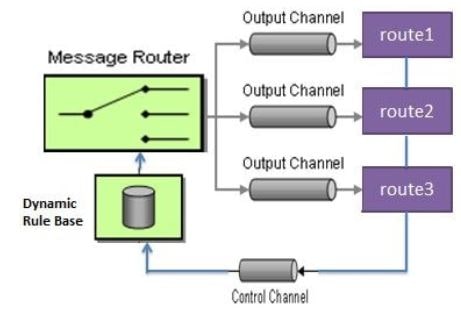 Output Channel
route1
Message Router
Output Channel
route2
Output Channel
route3
Dynamic
Rule Base
Control Channel